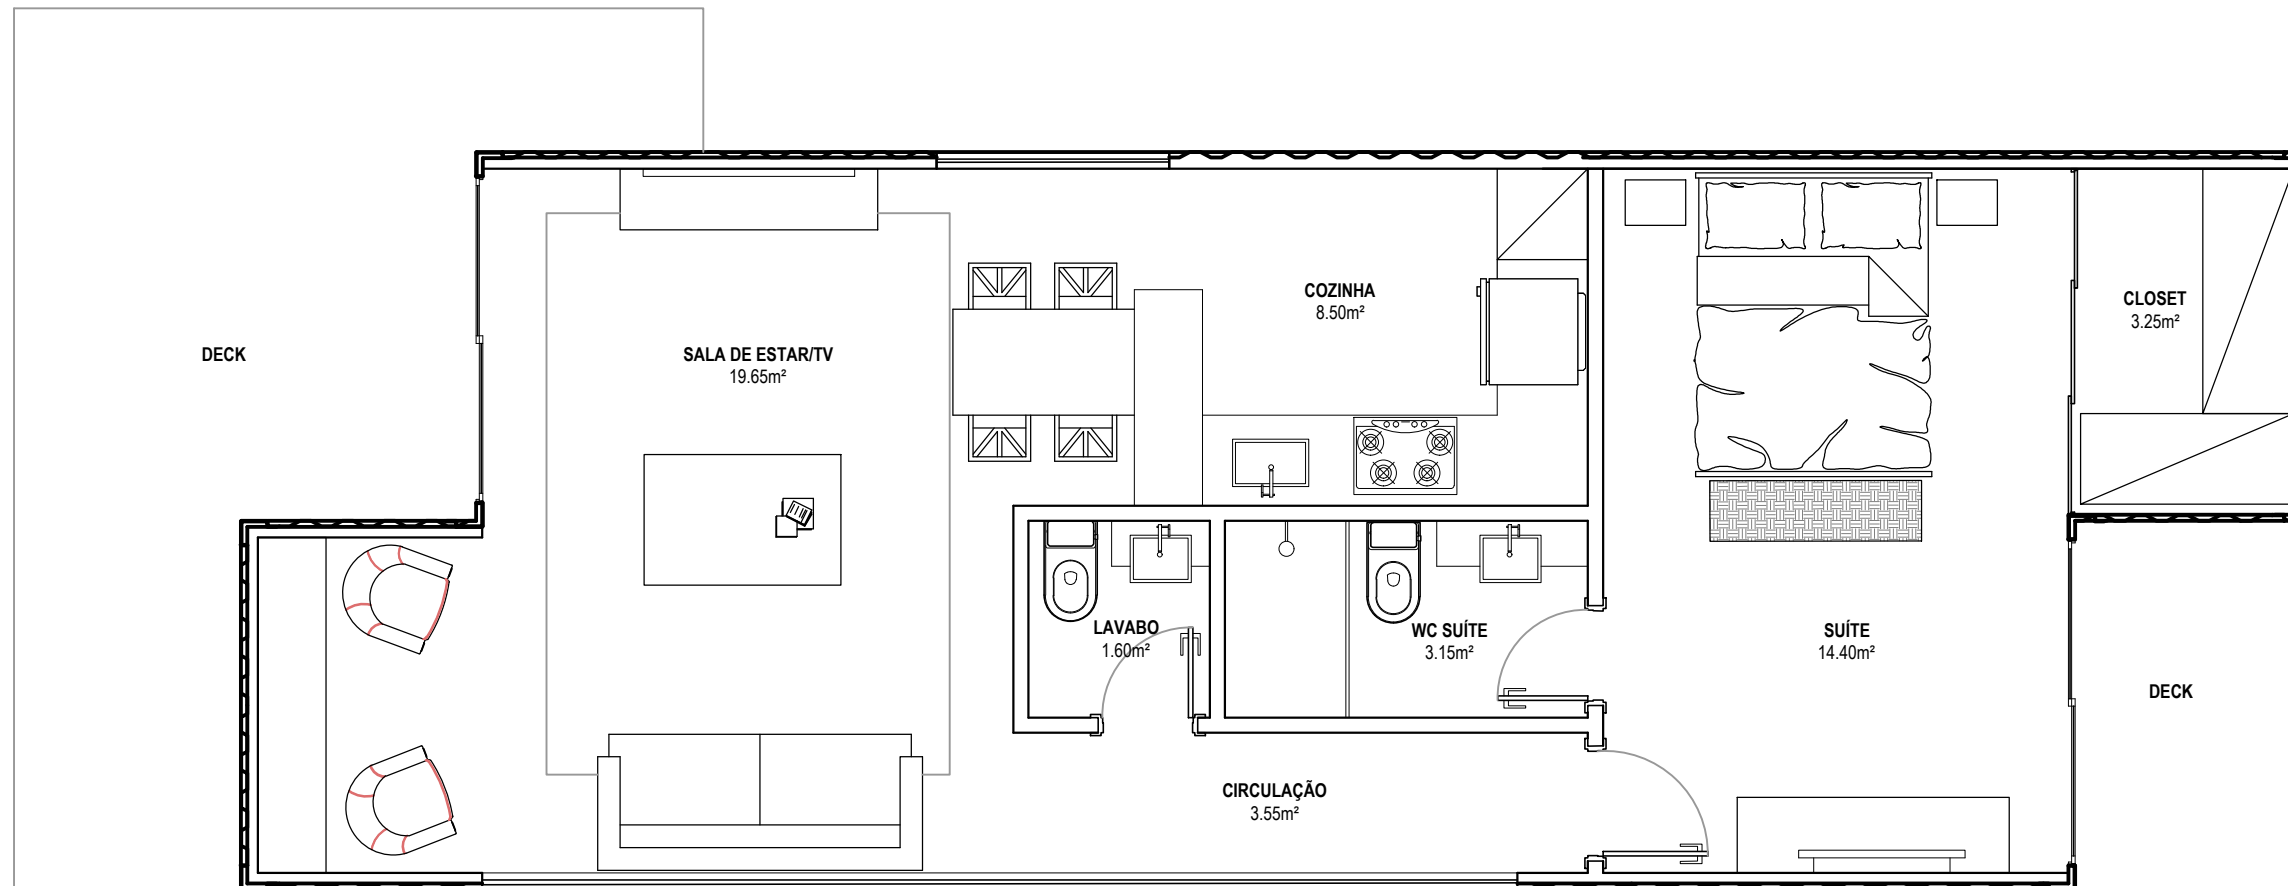 DECK
SALA DE ESTAR/TV
19.65m²
COZINHA
8.50m²
CLOSET
3.25m²
LAVABO
1.60m²
WC SUÍTE
3.15m²
SUÍTE
14.40m²
DECK
CIRCULAÇÃO
3.55m²